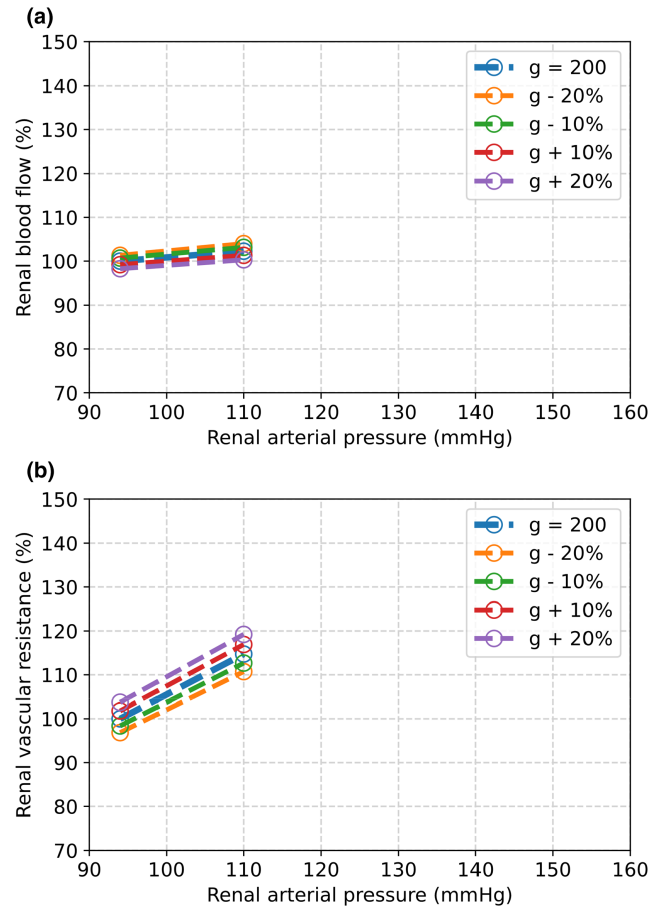 (a)
150
140
130
120
110
100
90
80
70
Renal blood flow (%)
g = 200
g - 20%
g - 10%
g + 10%
g + 20%
90 100 110 120 130 140 150 160
Renal arterial pressure (mmHg)
(b)
150
140
130
120
110
100
90
80
70
Renal vascular resistance (%)
g = 200
g - 20%
g - 10%
g + 10%
g + 20%
90 100 110 120 130 140 150 160
Renal arterial pressure (mmHg)